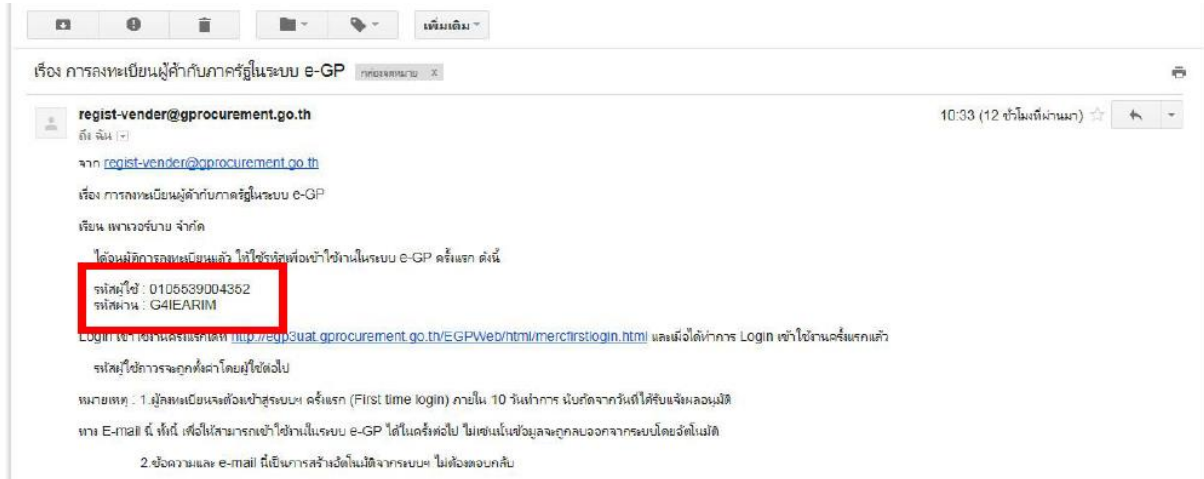 เพิ่มเติม
เรื่อง การลงทะเบียนผู้ค้ากับภาครัฐในระบบ e-GP กล่องจดหมาย x
regist-vender@gprocurement.go.th 10:33 (12 ชั่วโมงที่ผ่านมา)
ถึง ฉัน
จาก regist-vender@gprocurement.go.th
เรื่อง การลงทะเบียนผู้ค้ากับภาครัฐในระบบ e-GP
เรียน เพาเวอร์บาย จำกัด
ได้อนุมัติการลงทะเบียนแล้ว ให้ใช้รหัสเพื่อเข้าใช้งานในระบบ e-GP ครั้งแรก ดังนี้
รหัสผู้ใช้ : 0105539004352
รหัสผ่าน : G4IEARIM
Login เข้าใช้งานครั้งแรกได้ที่ http://egp3uat.gprocurement.go.th/EGPWeb/html/mercfirstlogin.html และเมื่อได้ทำการ Login เข้าใช้งานครั้งแรกแล้ว
รหัสผู้ใช้ถาวรจะถูกตั้งค่าโดยผู้ใช้ต่อไป
หมายเหตุ : 1.ผู้ลงทะเบียนจะต้องเข้าสู่ระบบฯ ครั้งแรก (First time login) ภายใน 10 วันทำการ นับถัดจากวันที่ได้รับแจ้งผลอนุมัติ
ทาง E-mail นี้ ทั้งนี้ เพื่อให้สามารถเข้าใช้งานในระบบ e-GP ได้ในครั้งต่อไป ไม่เช่นนั้นข้อมูลจะถูกลบออกจากระบบโดยอัตโนมัติ
2.ข้อความและ e-mail นี้เป็นการสร้างอัตโนมัติจากระบบฯ ไม่ต้องตอบกลับ